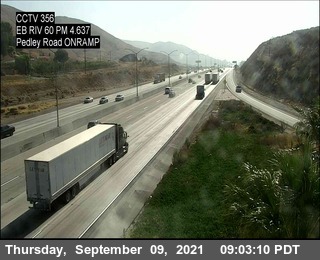 CCTV 356
EB RIV 60 PM 4.637
Pedley Road ONRAMP
Thursday, September 09, 2021 09:03:10 PDT